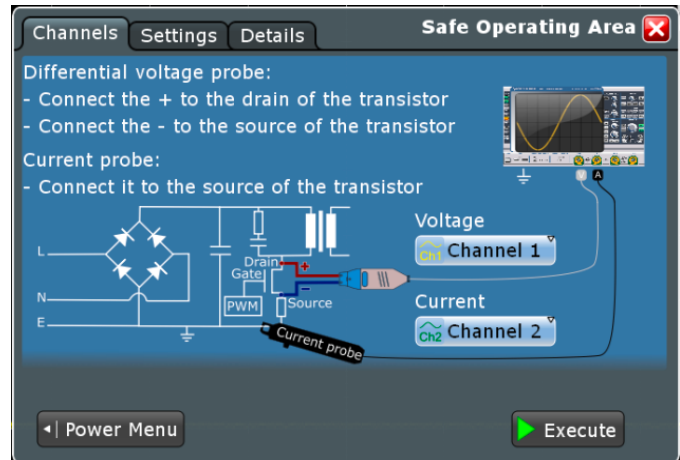 Channels Settings Details Safe Operating Area
Differential voltage probe:
- Connect the + to the drain of the transistor
- Connect the - to the source of the transistor
Current probe:
- Connect it to the source of the transistor
V A
Voltage
Ch1 Channel 1
L
Drain +
Gate
-
N
PWM
Source
Current
E
Current probe
Ch2 Channel 2
Power Menu
Execute